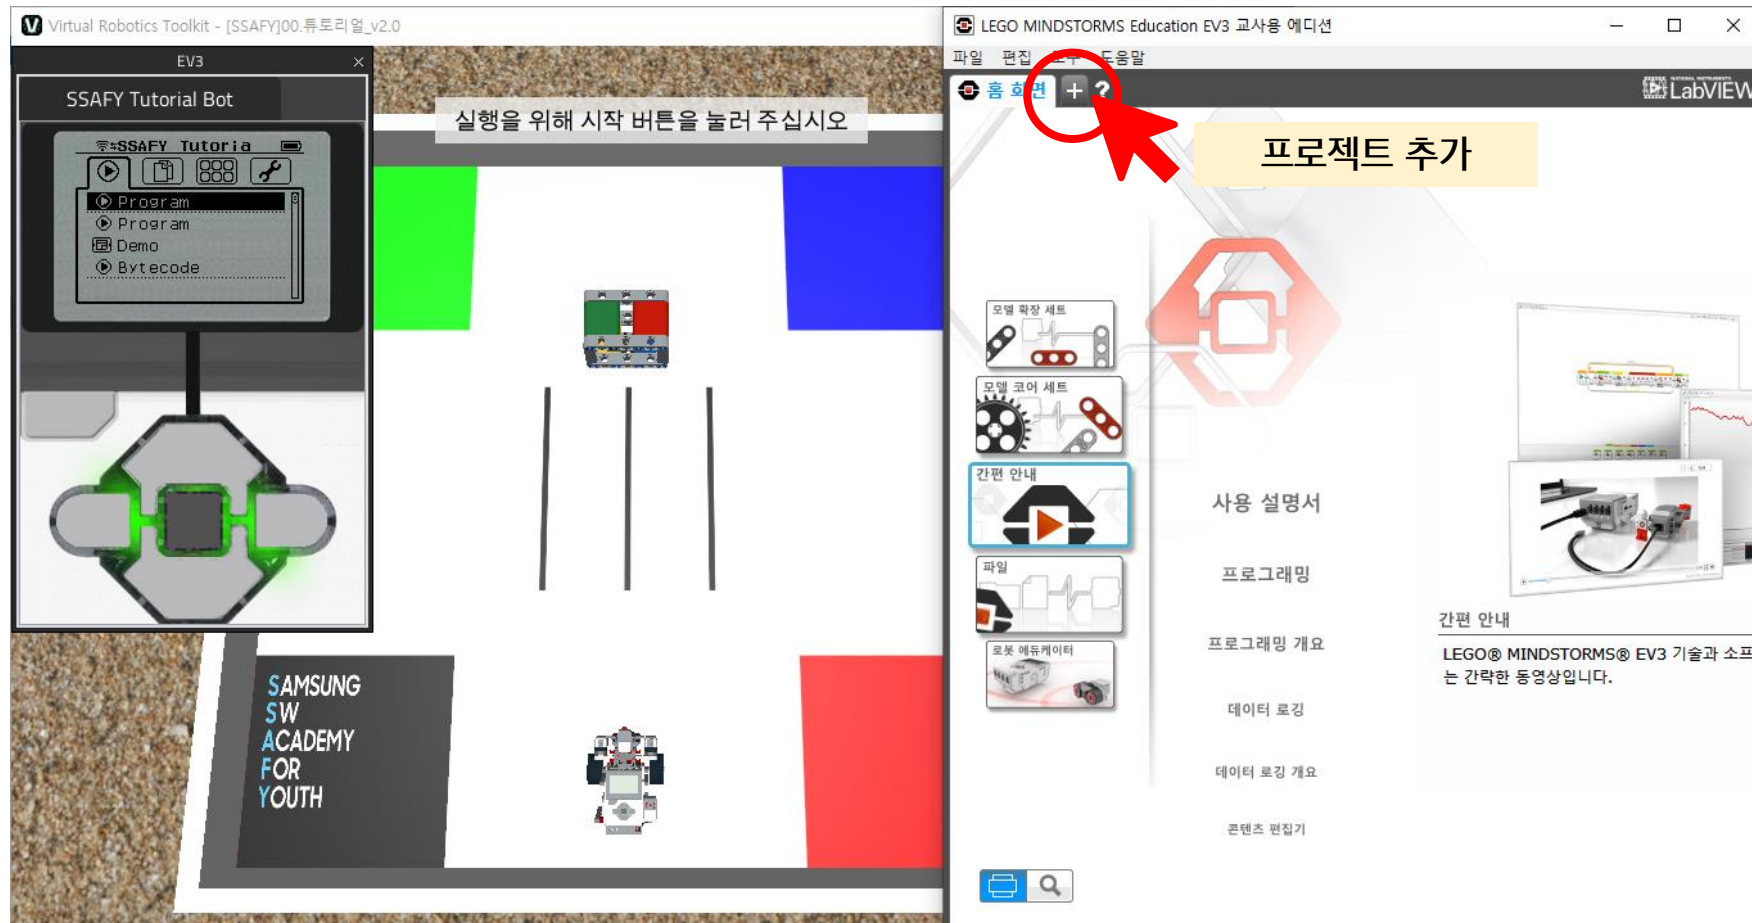 Virtual Robotics Toolkit - [SSAFY]00.튜토리얼_v2.0
EV3
SSAFY Tutorial Bot
SSAFY Tutoria
Program
Program
Demo
Bytecode
실행을 위해 시작 버튼을 눌러 주십시오
SAMSUNG
SW
ACADEMY
FOR
YOUTH
LEGO MINDSTORMS Education EV3 교사용 에디션
파일 편집 도구 도움말
홈 화면 + ?
NATIONAL INSTRUMENTS
LabVIEW
프로젝트 추가
모델 확장 세트
모델 코어 세트
간편 안내
파일
로봇 에듀케이터
사용 설명서
프로그래밍
프로그래밍 개요
데이터 로깅
데이터 로깅 개요
콘텐츠 편집기
간편 안내
LEGO® MINDSTORMS® EV3 기술과 소프
는 간략한 동영상입니다.